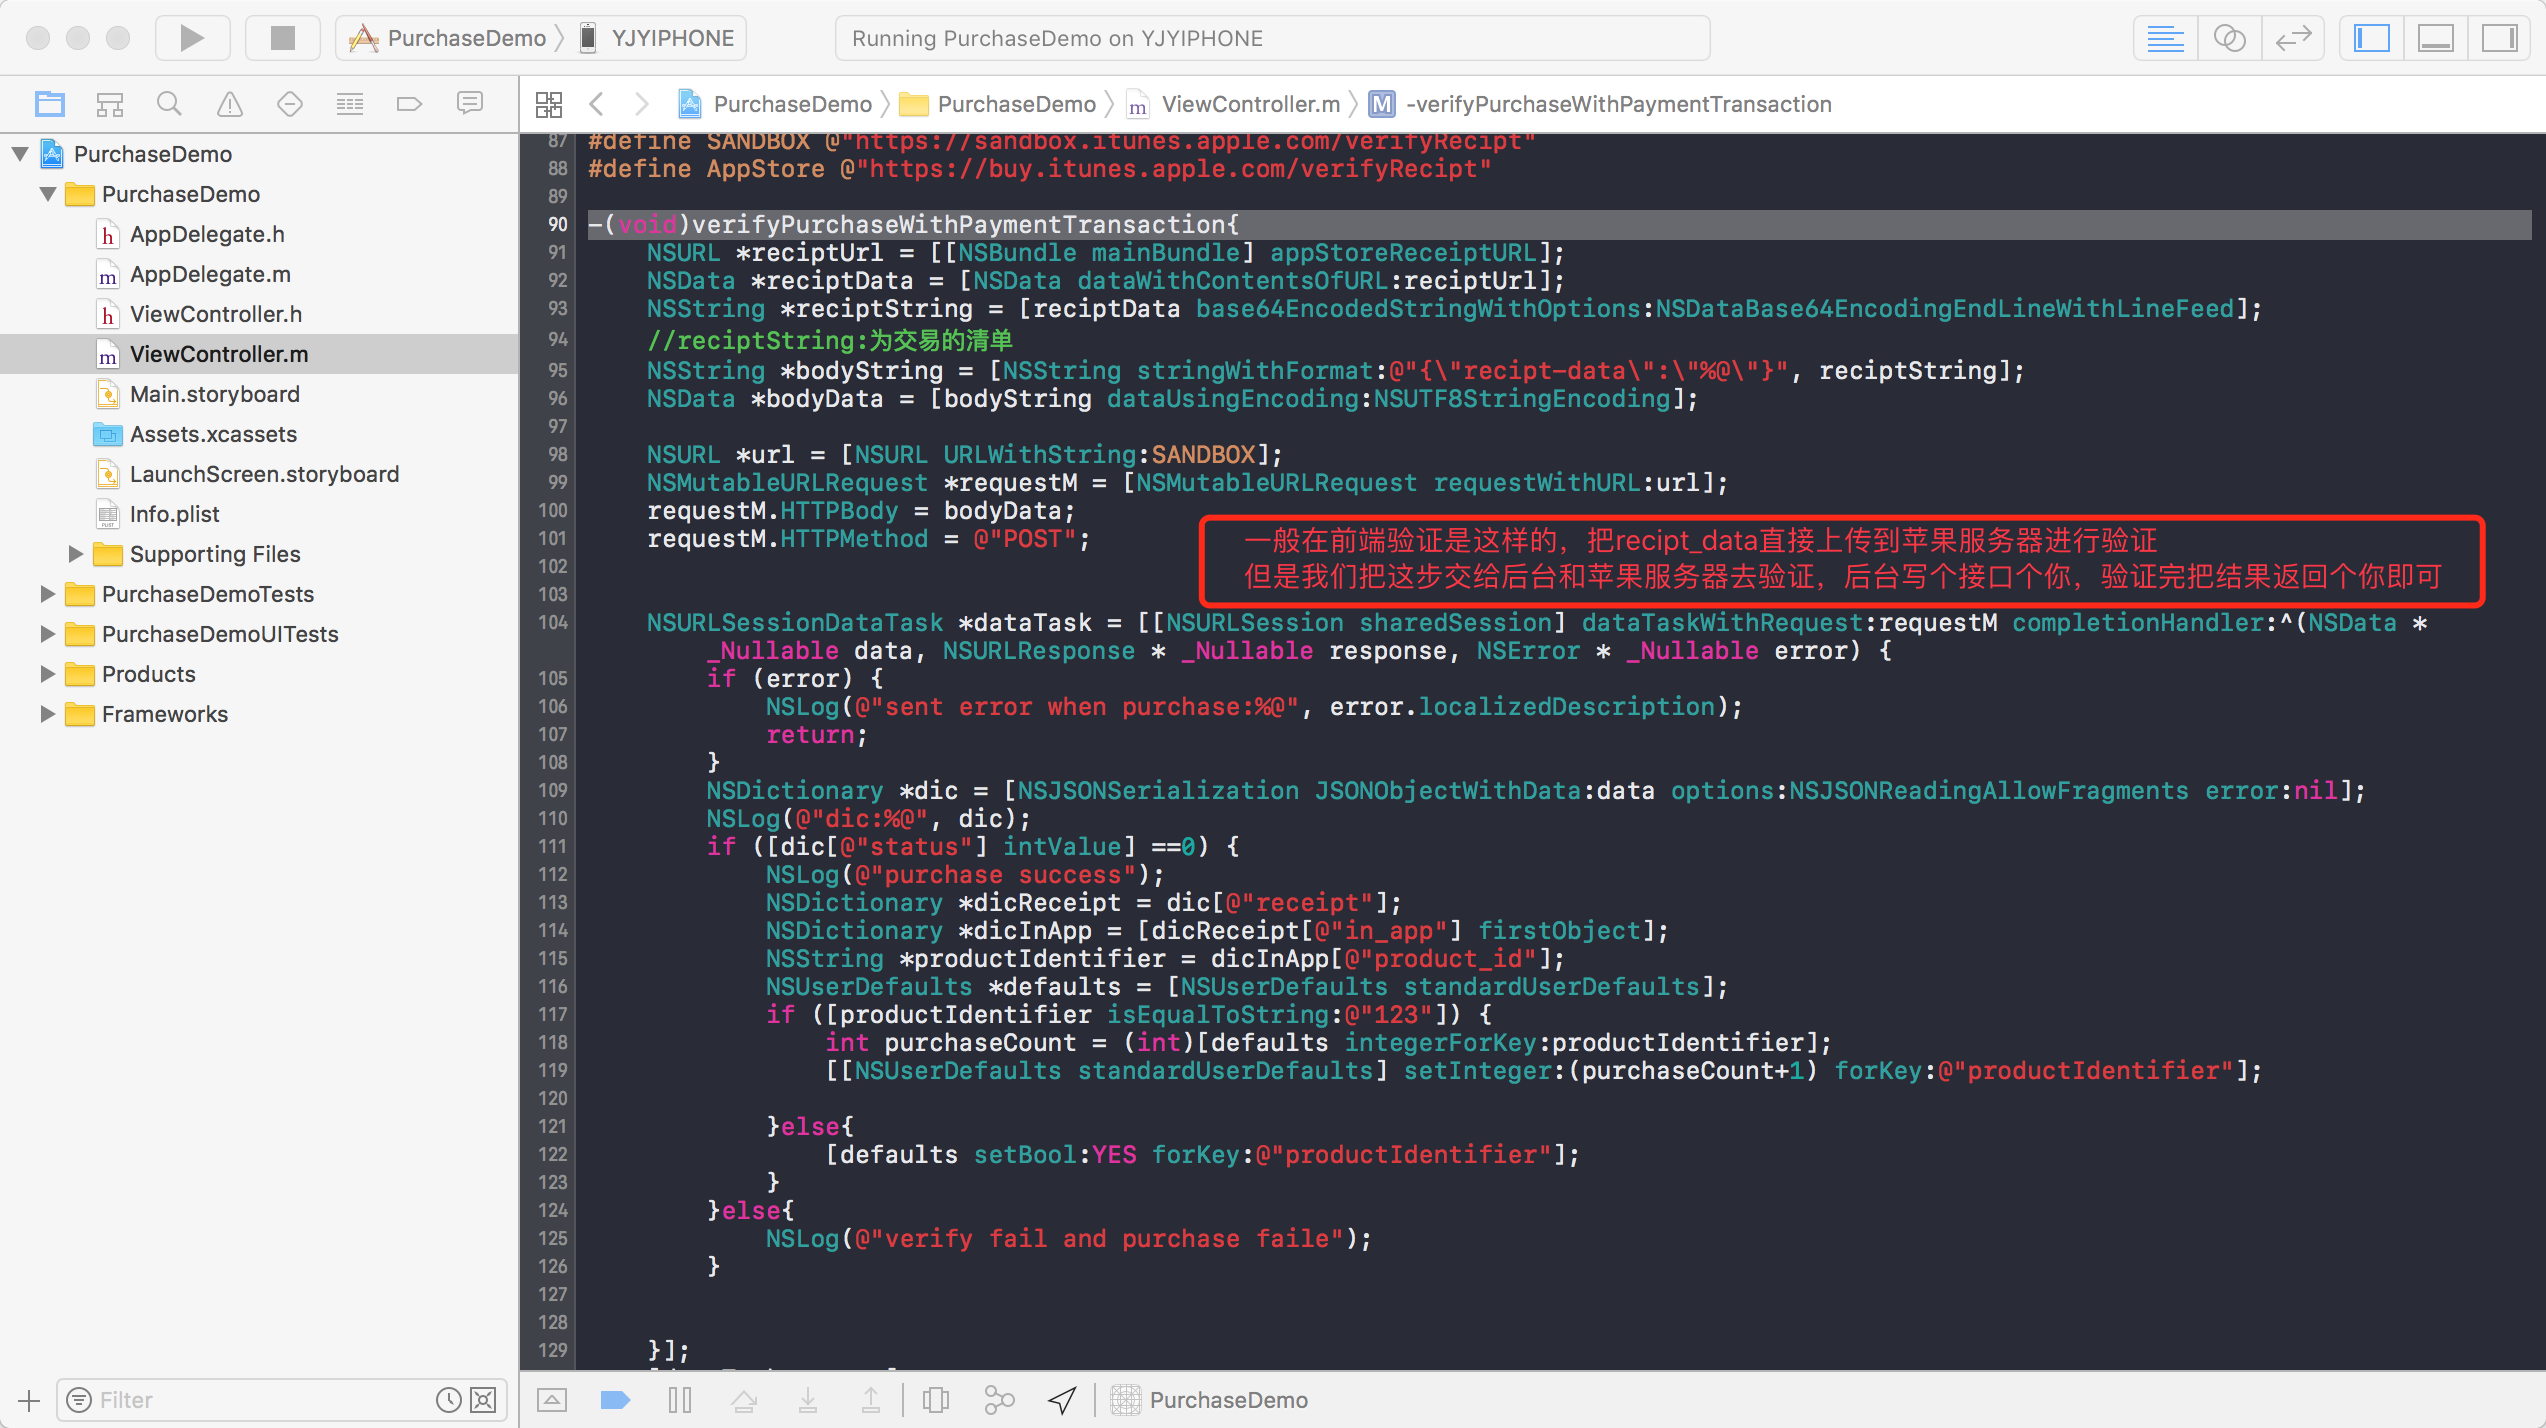 PurchaseDemo YJYIPHONE
Running PurchaseDemo on YJYIPHONE
PurchaseDemo PurchaseDemo m ViewController.m M -verifyPurchaseWithPaymentTransaction
PurchaseDemo
PurchaseDemo
h AppDelegate.h
m AppDelegate.m
h ViewController.h
m ViewController.m
Main.storyboard
Assets.xcassets
LaunchScreen.storyboard
Info.plist
Supporting Files
PurchaseDemoTests
PurchaseDemoUITests
Products
Frameworks
Filter
87 #define SANDBOX @"https://sandbox.itunes.apple.com/verifyRecipt"
88 #define AppStore @"https://buy.itunes.apple.com/verifyRecipt"
89
90 -(void)verifyPurchaseWithPaymentTransaction{
91 NSURL *reciptUrl = [[NSBundle mainBundle] appStoreReceiptURL];
92 NSData *reciptData = [NSData dataWithContentsOfURL:reciptUrl];
93 NSString *reciptString = [reciptData base64EncodedStringWithOptions:NSDataBase64EncodingEndLineWithLineFeed];
94 //reciptString:为交易的清单
95 NSString *bodyString = [NSString stringWithFormat:@"{\"recipt-data\":\"%@\"}", reciptString];
96 NSData *bodyData = [bodyString dataUsingEncoding:NSUTF8StringEncoding];
97
98 NSURL *url = [NSURL URLWithString:SANDBOX];
99 NSMutableURLRequest *requestM = [NSMutableURLRequest requestWithURL:url];
100 requestM.HTTPBody = bodyData;
101 requestM.HTTPMethod = @"POST";
一般在前端验证是这样的，把recipt_data直接上传到苹果服务器进行验证
102
但是我们把这步交给后台和苹果服务器去验证，后台写个接口个你，验证完把结果返回个你即可
103
104 NSURLSessionDataTask *dataTask = [[NSURLSession sharedSession] dataTaskWithRequest:requestM completionHandler:^(NSData *
_Nullable data, NSURLResponse * _Nullable response, NSError * _Nullable error) {
105 if (error) {
106 NSLog(@"sent error when purchase:%@", error.localizedDescription);
107 return;
108 }
109 NSDictionary *dic = [NSJSONSerialization JSONObjectWithData:data options:NSJSONReadingAllowFragments error:nil];
110 NSLog(@"dic:%@", dic);
111 if ([dic[@"status"] intValue] ==0) {
112 NSLog(@"purchase success");
113 NSDictionary *dicReceipt = dic[@"receipt"];
114 NSDictionary *dicInApp = [dicReceipt[@"in_app"] firstObject];
115 NSString *productIdentifier = dicInApp[@"product_id"];
116 NSUserDefaults *defaults = [NSUserDefaults standardUserDefaults];
117 if ([productIdentifier isEqualToString:@"123"]) {
118 int purchaseCount = (int)[defaults integerForKey:productIdentifier];
119 [[NSUserDefaults standardUserDefaults] setInteger:(purchaseCount+1) forKey:@"productIdentifier"];
120
121 }else{
122 [defaults setBool:YES forKey:@"productIdentifier"];
123 }
124 }else{
125 NSLog(@"verify fail and purchase faile");
126 }
127
128
129 }];
PurchaseDemo